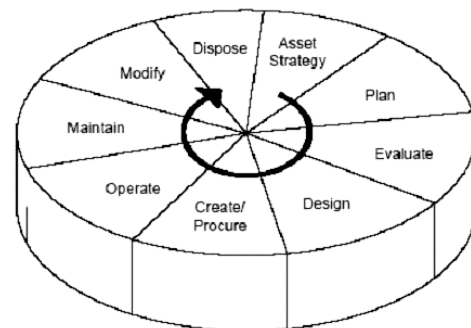 Dispose
Asset
Strategy
Plan
Evaluate
Design
Create/
Procure
Operate
Maintain
Modify